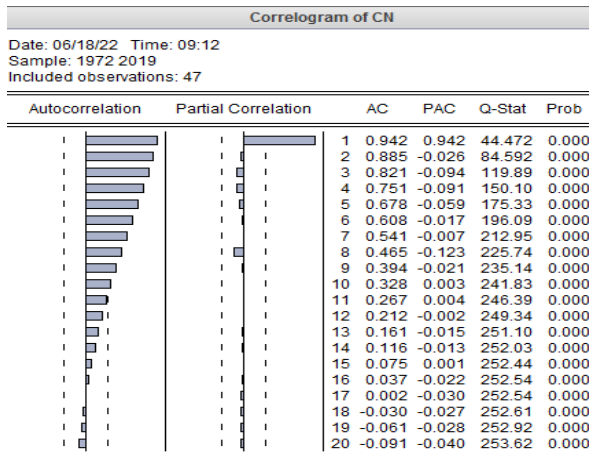 Correlogram of CN
Date: 06/18/22 Time: 09:12
Sample: 1972 2019
Included observations: 47
Autocorrelation Partial Correlation AC PAC Q-Stat Prob
1 0.942 0.942 44.472 0.000
2 0.885 -0.026 84.592 0.000
3 0.821 -0.094 119.89 0.000
4 0.751 -0.091 150.10 0.000
5 0.678 -0.059 175.33 0.000
6 0.608 -0.017 196.09 0.000
7 0.541 -0.007 212.95 0.000
8 0.465 -0.123 225.74 0.000
9 0.394 -0.021 235.14 0.000
10 0.328 0.003 241.83 0.000
11 0.267 0.004 246.39 0.000
12 0.212 -0.002 249.34 0.000
13 0.161 -0.015 251.10 0.000
14 0.116 -0.013 252.03 0.000
15 0.075 0.001 252.44 0.000
16 0.037 -0.022 252.54 0.000
17 0.002 -0.030 252.54 0.000
18 -0.030 -0.027 252.61 0.000
19 -0.061 -0.028 252.92 0.000
20 -0.091 -0.040 253.62 0.000